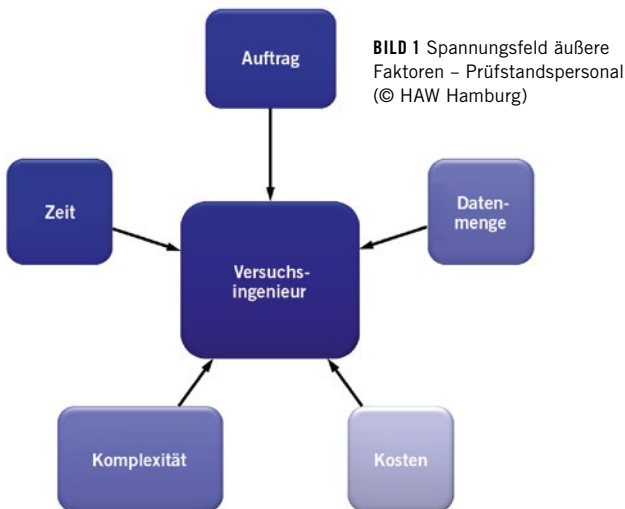 Auftrag
BILD 1 Spannungsfeld äußere
Faktoren – Prüfstandspersonal
(© HAW Hamburg)
Zeit
Daten-
menge
Versuchs-
ingenieur
Komplexität
Kosten